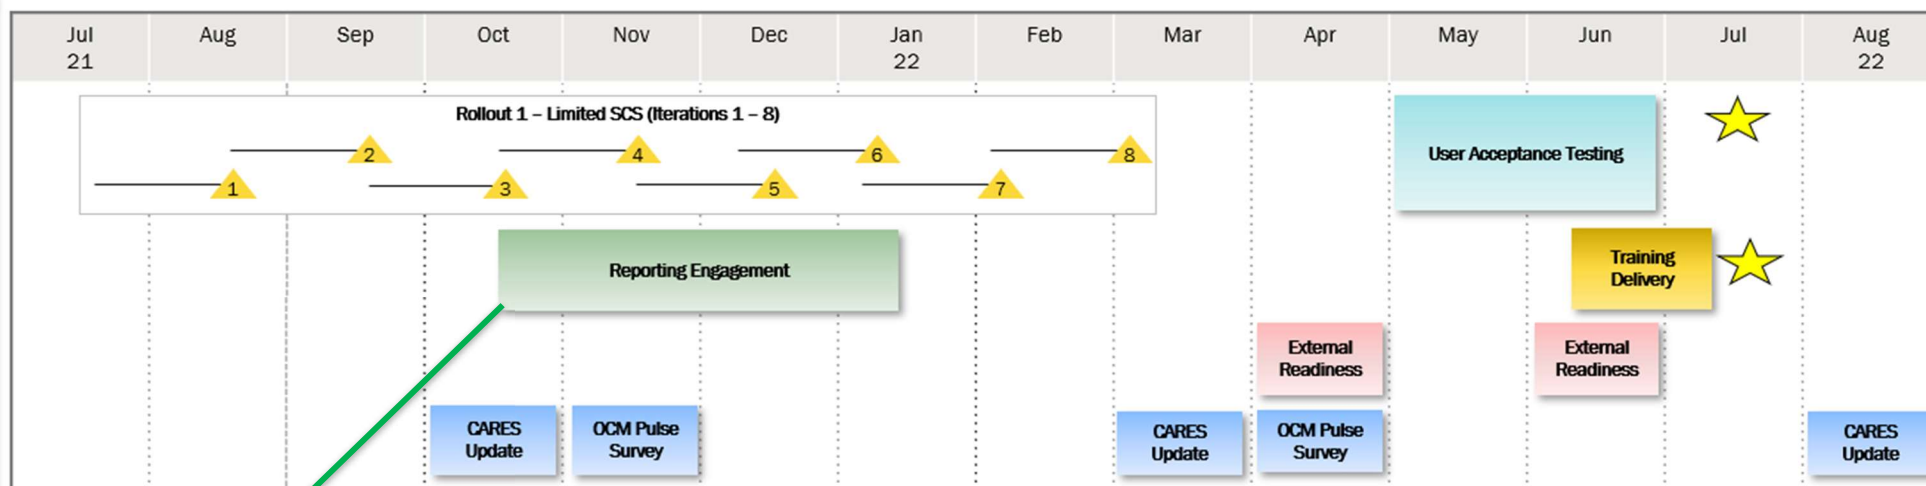 Jul Aug Sep Oct Nov Dec Jan Feb Mar Apr May Jun Jul Aug
21 22 22
Rollout 1 – Limited SCS (Iterations 1 – 8)
2 4 6 8
1 3 5 7
User Acceptance Testing
Reporting Engagement
Training
Delivery
External
Readiness
External
Readiness
CARES
Update
OCM Pulse
Survey
CARES
Update
OCM Pulse
Survey
CARES
Update